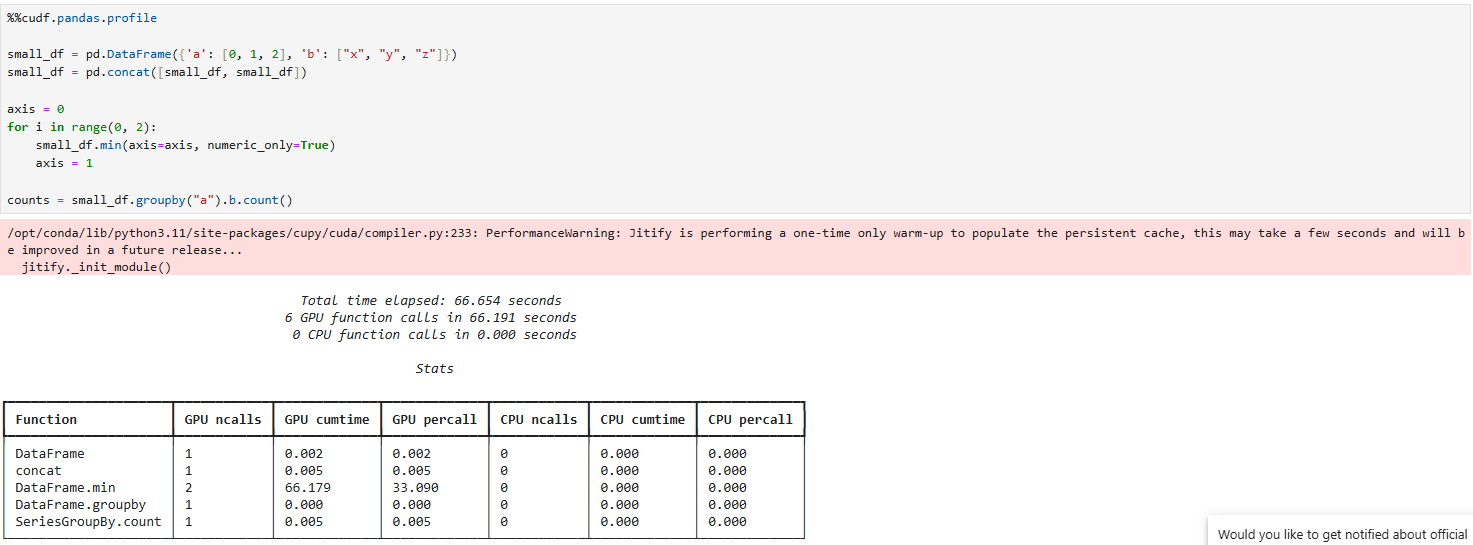 %%cudf.pandas.profile
small_df = pd.DataFrame({'a': [0, 1, 2], 'b': ["x", "y", "z"]})
small_df = pd.concat([small_df, small_df])
axis = 0
for i in range(0, 2):
    small_df.min(axis=axis, numeric_only=True)
    axis = 1
counts = small_df.groupby("a").b.count()
/opt/conda/lib/python3.11/site-packages/cupy/cuda/compiler.py:233: PerformanceWarning: Jitify is performing a one-time only warm-up to populate the persistent cache, this may take a few seconds and will b
e improved in a future release...
  jitify._init_module()
Total time elapsed: 66.654 seconds
6 GPU function calls in 66.191 seconds
0 CPU function calls in 0.000 seconds
Stats
Function GPU ncalls GPU cumtime GPU percall CPU ncalls CPU cumtime CPU percall
DataFrame 1 0.002 0.002 0 0.000 0.000
concat 1 0.005 0.005 0 0.000 0.000
DataFrame.min 2 66.179 33.090 0 0.000 0.000
DataFrame.groupby 1 0.000 0.000 0 0.000 0.000
SeriesGroupBy.count 1 0.005 0.005 0 0.000 0.000
Would you like to get notified about official